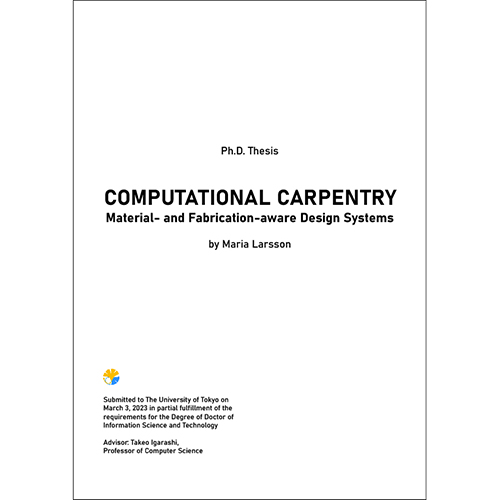 Ph.D. Thesis
COMPUTATIONAL CARPENTRY
Material- and Fabrication-aware Design Systems
by Maria Larsson
Submitted to The University of Tokyo on
March 3, 2023 in partial fulfillment of the
requirements for the Degree of Doctor of
Information Science and Technology
Advisor: Takeo Igarashi,
Professor of Computer Science